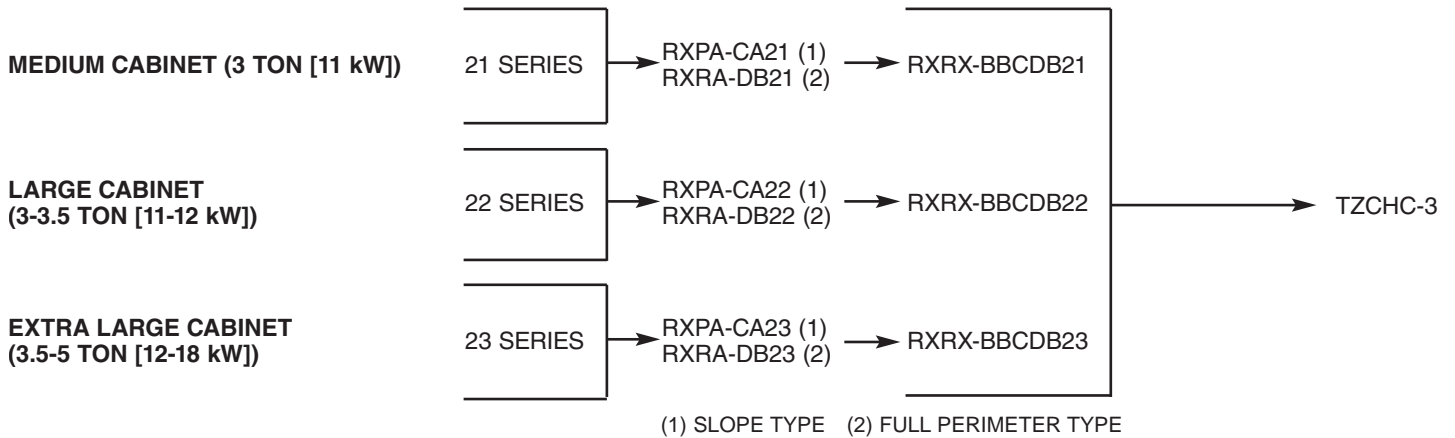 MEDIUM CABINET (3 TON [11 kW])
21 SERIES
RXPA-CA21 (1)
RXRA-DB21 (2)
RXRX-BBCDB21
LARGE CABINET
(3-3.5 TON [11-12 kW])
22 SERIES
RXPA-CA22 (1)
RXRA-DB22 (2)
RXRX-BBCDB22
TZCHC-3
EXTRA LARGE CABINET
(3.5-5 TON [12-18 kW])
23 SERIES
RXPA-CA23 (1)
RXRA-DB23 (2)
RXRX-BBCDB23
(1) SLOPE TYPE (2) FULL PERIMETER TYPE